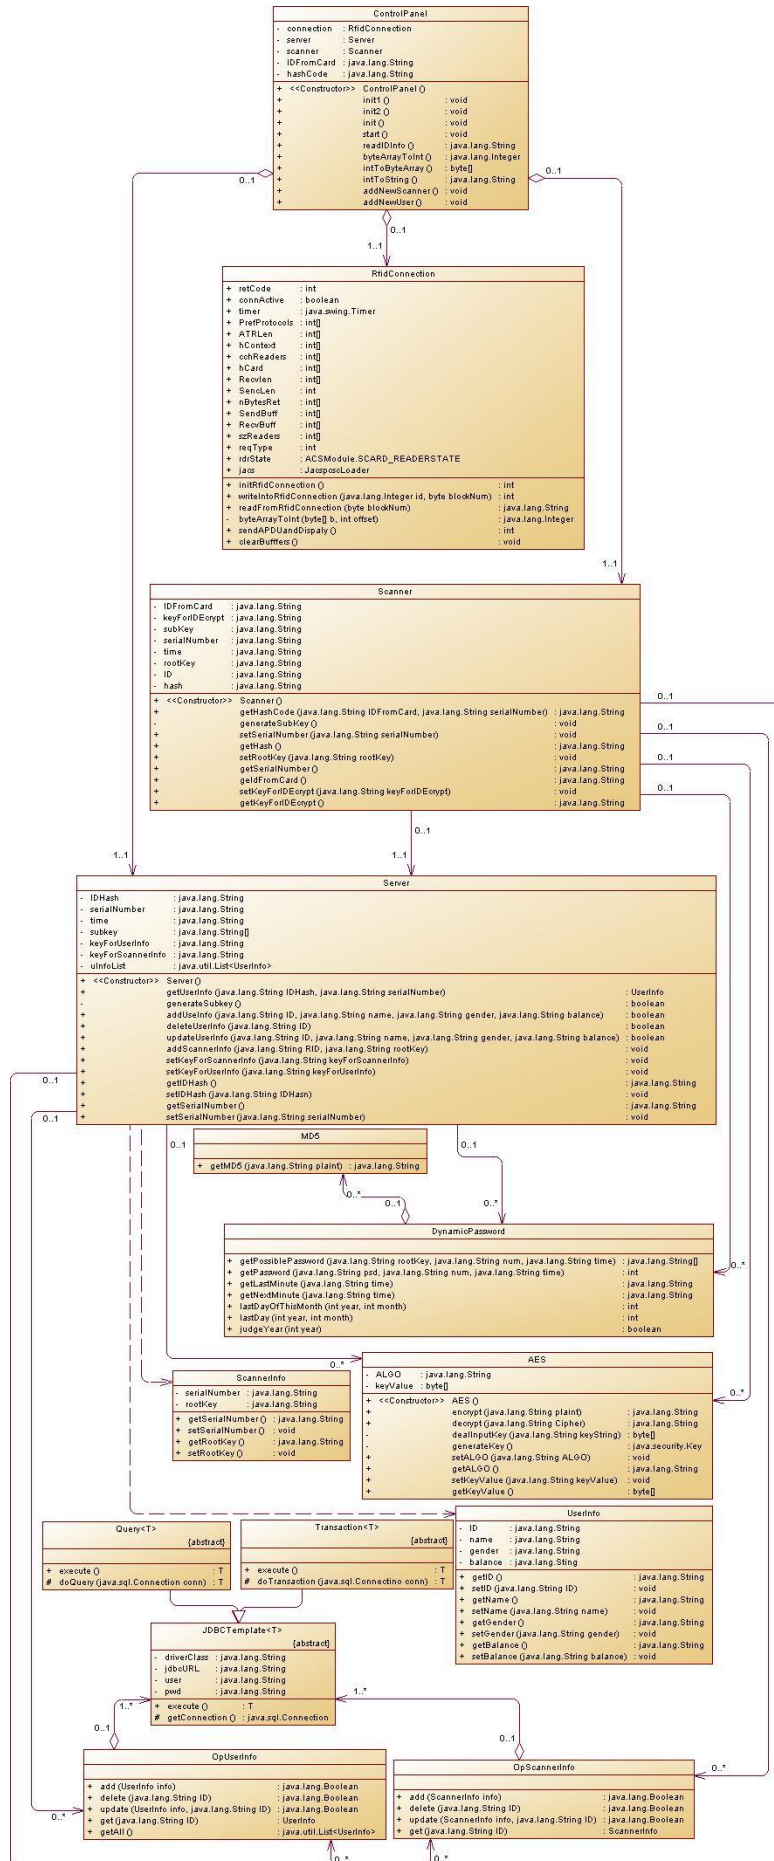 ControlPanel
- connection : RfidConnection
- server : Server
- scanner : Scanner
- IDFromCard : java.lang.String
- hashCode : java.lang.String
+ <<Constructor>> ControlPanel ()
+ init1 () : void
+ init2 () : void
+ init () : void
+ start () : void
+ readIDInfo () : java.lang.String
+ byteArrayToInt () : java.lang.Integer
+ intToByteArray () : byte[]
+ intToString () : java.lang.String
+ addNewScanner () : void
+ addNewUser () : void
0..1
0..1
0..1
1..1
RfidConnection
+ retCode : int
+ connActive : boolean
+ timer : java.swing.Timer
+ PrefProtocols : int[]
+ ATRLen : int[]
+ hContext : int[]
+ cchReaders : int[]
+ hCard : int[]
+ Recvlen : int[]
+ SencLen : int
+ nBytesRet : int[]
+ SendBuff : int[]
+ RecvBuff : int[]
+ szReaders : int[]
+ reqType : int
+ rdrState : ACSModule.SCARD_READERSTATE
+ jacs : JacspcscLoader
+ initRfidConnection () : int
+ writeIntoRfidConnection (java.lang.Integer id, byte blockNum) : int
+ readFromRfidConnection (byte blockNum) : java.lang.String
- byteArrayToInt (byte[] b, int offset) : java.lang.Integer
+ sendAPDUandDispaly () : int
+ clearBufffers () : void
1..1
Scanner
- IDFromCard : java.lang.String
- keyForIDEcrypt : java.lang.String
- subKey : java.lang.String
- serialNumber : java.lang.String
- time : java.lang.String
- rootKey : java.lang.String
- ID : java.lang.String
- hash : java.lang.String
+ <<Constructor>> Scanner ()
+ getHashCode (java.lang.String IDFromCard, java.lang.String serialNumber) : java.lang.String
- generateSubKey () : void
+ setSerialNumber (java.lang.String serialNumber) : void
+ getHash () : java.lang.String
+ setRootKey (java.lang.String rootKey) : void
+ getSerialNumber () : java.lang.String
+ geIdFromCard () : java.lang.String
+ setKeyForIDEcrypt (java.lang.String keyForIDEcrypt) : void
+ getKeyForIDEcrypt () : java.lang.String
0..1
0..1
0..1
0..1
0..1
1..1
1..1
Server
- IDHash : java.lang.String
- serialNumber : java.lang.String
- time : java.lang.String
- subkey : java.lang.String[]
- keyForUserInfo : java.lang.String
- keyForScannerInfo : java.lang.String
- uInfoList : java.util.List<UserInfo>
+ <<Constructor>> Server ()
+ getUserInfo (java.lang.String IDHash, java.lang.String serialNumber) : UserInfo
- generateSubkey () : boolean
+ addUseInfo (java.lang.String ID, java.lang.String name, java.lang.String gender, java.lang.String balance) : boolean
+ deleteUserInfo (java.lang.String ID) : boolean
+ updateUserInfo (java.lang.String ID, java.lang.String name, java.lang.String gender, java.lang.String balance) : boolean
+ addScannerInfo (java.lang.String RID, java.lang.String rootKey) : void
+ setKeyForScannerInfo (java.lang.String keyForScannerInfo) : void
+ setKeyForUserInfo (java.lang.String keyForUserInfo) : void
+ getIDHash () : java.lang.String
+ setIDHash (java.lang.String IDHasn) : void
+ getSerialNumber () : java.lang.String
+ setSerialNumber (java.lang.String serialNumber) : void
0..1
0..1
0..1
0..1
MD5
+ getMD5 (java.lang.String plaint) : java.lang.String
0..*
0..1
0..*
DynamicPassword
+ getPossiblePassword (java.lang.String rootKey, java.lang.String num, java.lang.String time) : java.lang.String[]
+ getPassword (java.lang.String psd, java.lang.String num, java.lang.String time) : int
+ getLastMinute (java.lang.String time) : java.lang.String
+ getNextMinute (java.lang.String time) : java.lang.String
+ lastDayOfThisMonth (int year, int month) : int
+ lastDay (int year, int month) : int
+ judgeYear (int year) : boolean
0..*
0..*
0..*
AES
- ALGO : java.lang.String
- keyValue : byte[]
+ <<Constructor>> AES ()
+ encrypt (java.lang.String plaint) : java.lang.String
+ decrypt (java.lang.String Cipher) : java.lang.String
- dealInputKey (java.lang.String keyString) : byte[]
- generateKey () : java.security.Key
+ setALGO (java.lang.String ALGO) : void
+ getALGO () : java.lang.String
+ setKeyValue (java.lang.String keyValue) : void
+ getKeyValue () : byte[]
ScannerInfo
- serialNumber : java.lang.String
- rootKey : java.lang.String
+ getSerialNumber () : java.lang.String
+ setSerialNumber () : void
+ getRootKey () : java.lang.String
+ setRootKey () : void
UserInfo
- ID : java.lang.String
- name : java.lang.String
- gender : java.lang.String
- balance : java.lang.Sting
+ getID () : java.lang.String
+ setID (java.lang.String ID) : void
+ getName () : java.lang.String
+ setName (java.lang.String name) : void
+ getGender () : java.lang.String
+ setGender (java.lang.String gender) : void
+ getBalance () : java.lang.String
+ setBalance (java.lang.String balance) : void
Query<T>
{abstract}
+ execute () : T
# doQuery (java.sql.Connection conn) : T
Transaction<T>
{abstract}
+ execute () : T
# doTransaction (java.sql.Connectino conn) : T
JDBCTemplate<T>
{abstract}
- driverClass : java.lang.String
- jdbcURL : java.lang.String
- user : java.lang.String
- pwd : java.lang.String
+ execute () : T
# getConnection () : java.sql.Connection
1..*
1..*
0..1
0..1
OpUserInfo
+ add (UserInfo info) : java.lang.Boolean
+ delete (java.lang.String ID) : java.lang.Boolean
+ update (UserInfo info, java.lang.String ID) : java.lang.Boolean
+ get (java.lang.String ID) : UserInfo
+ getAll () : java.util.List<UserInfo>
OpScannerInfo
+ add (ScannerInfo info) : java.lang.Boolean
+ delete (java.lang.String ID) : java.lang.Boolean
+ update (ScannerInfo info, java.lang.String ID) : java.lang.Boolean
+ get (java.lang.String ID) : ScannerInfo
0..*
0..*
0..*
0..*